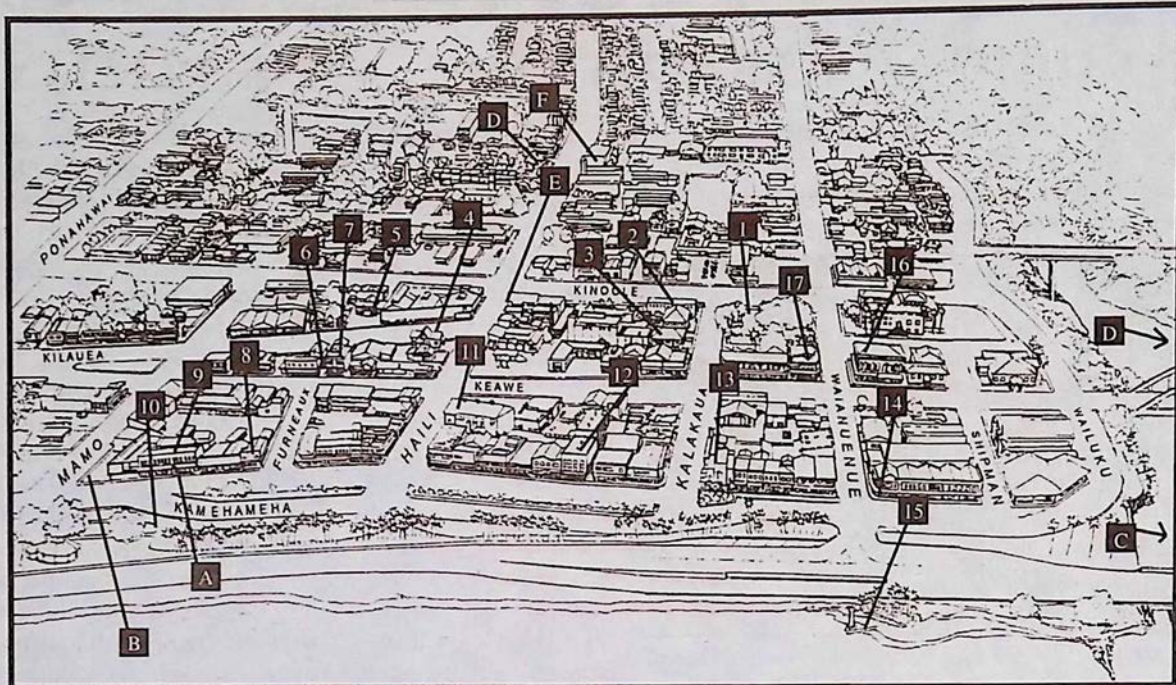 F
D
E
PONAHAWAI
4
7
5
6
2
1
3
17
16
KINOOLE
KILAUEA
D
8
11
9
KEAWE
12
13
10
14
MAMO
FURNEAUX
HAILI
KALAKAUA
WAIANUENUE
SHIPMAN
WAILUKU
KAMEHAMEHA
15
C
A
B